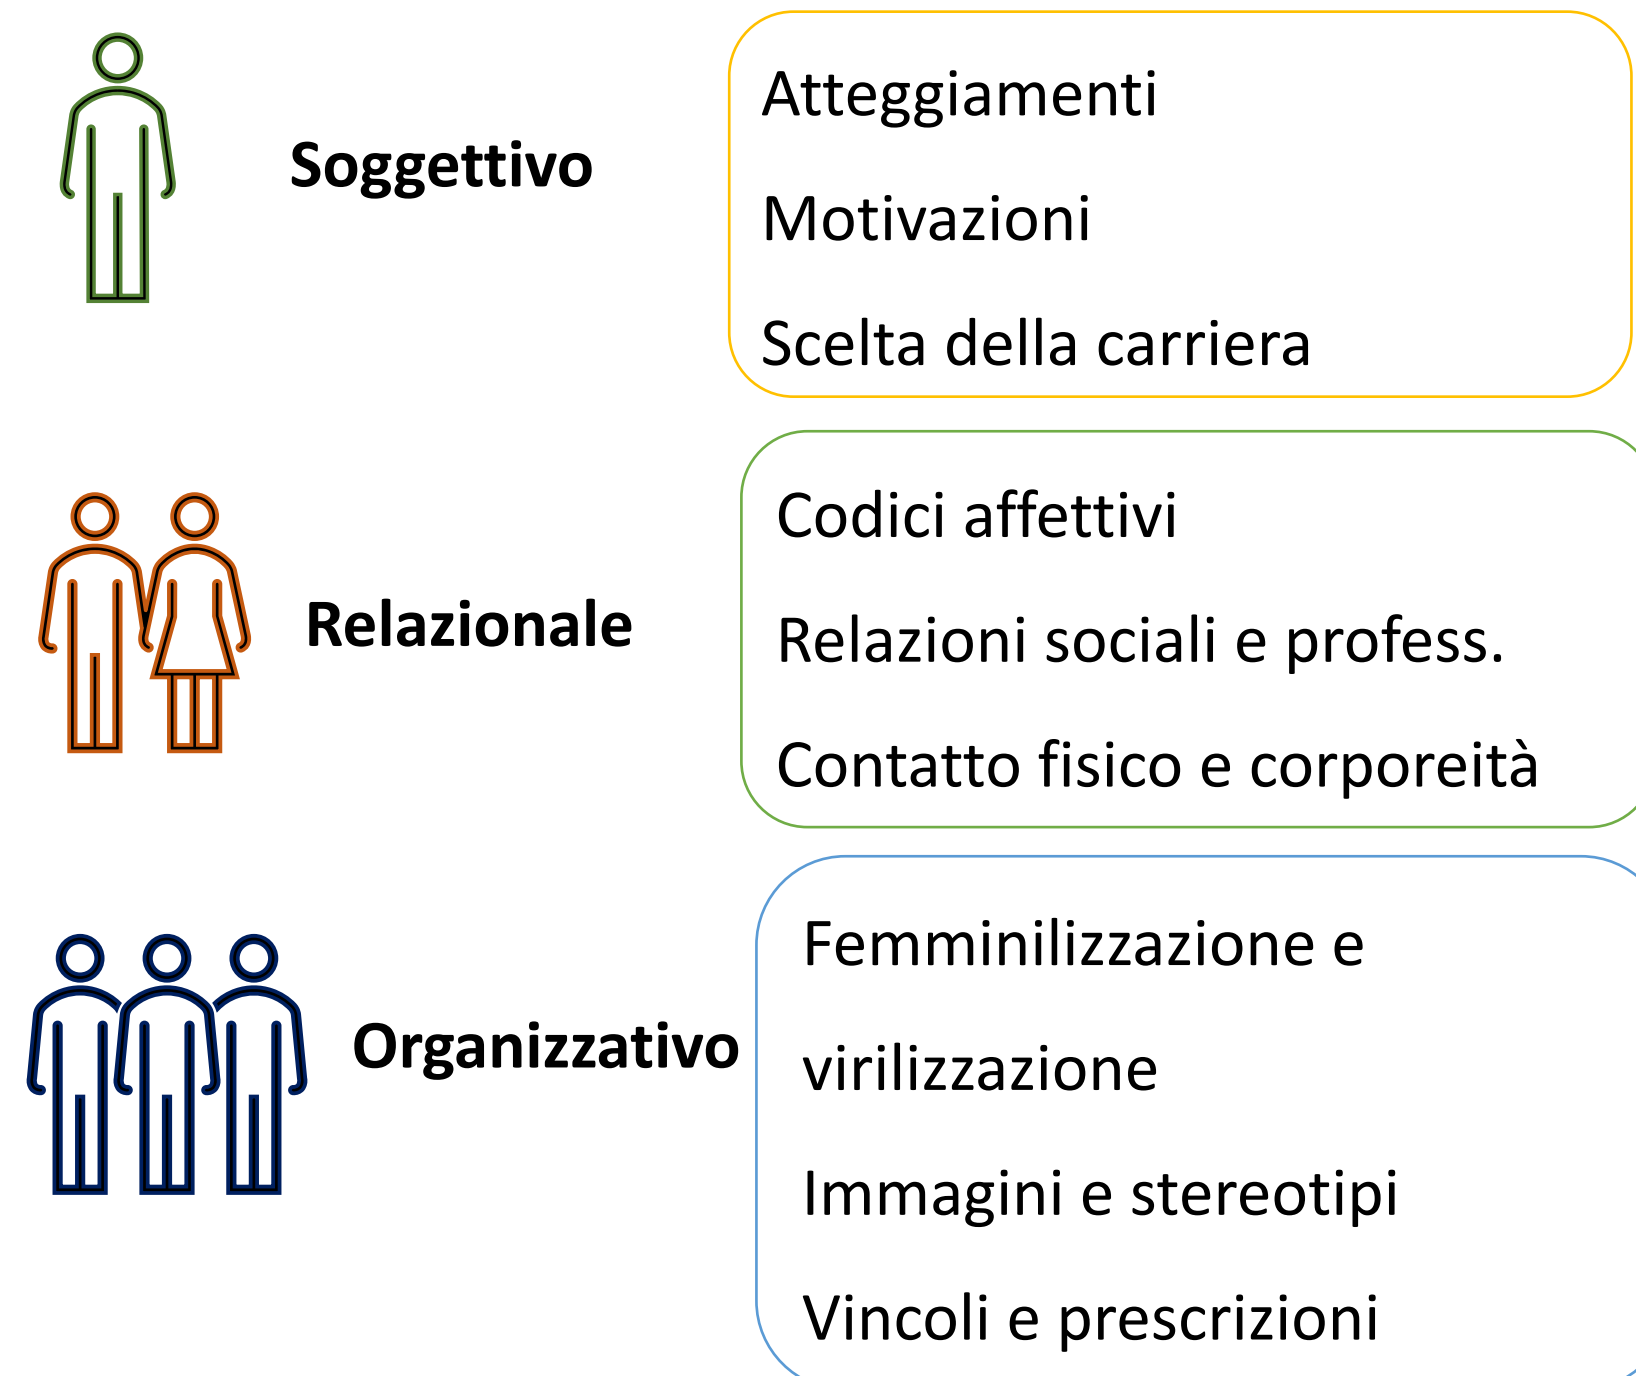 Soggettivo
Atteggiamenti
Motivazioni
Scelta della carriera
Relazionale
Codici affettivi
Relazioni sociali e profess.
Contatto fisico e corporeità
Organizzativo
Femminilizzazione e
virilizzazione
Immagini e stereotipi
Vincoli e prescrizioni